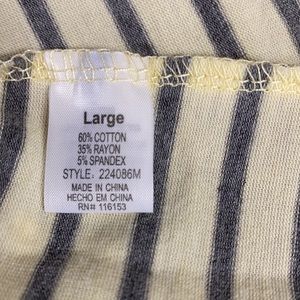 Large
60% COTTON
35% RAYON
5% SPANDEX
STYLE: 224086M
MADE IN CHINA
HECHO EM CHINA
RN# 116153